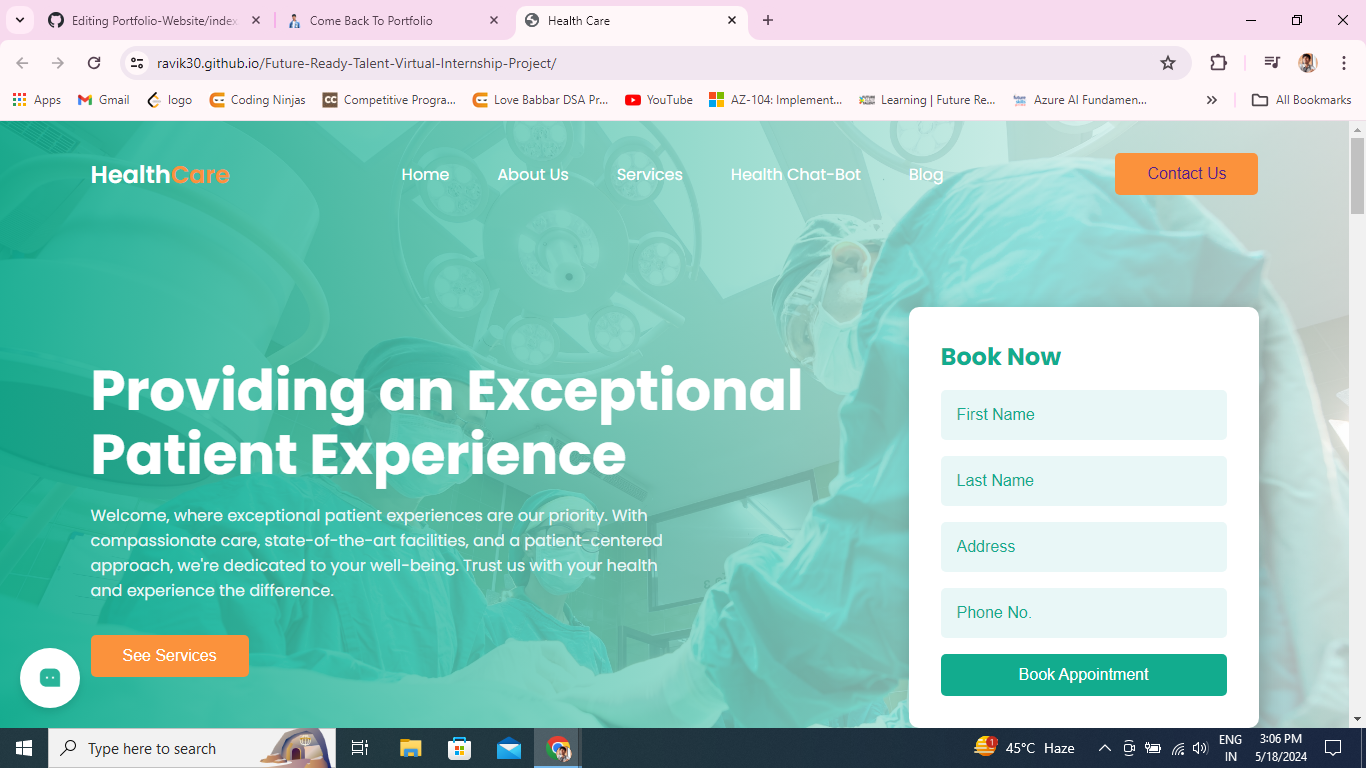 Editing Portfolio-Website/index
Come Back To Portfolio
Health Care
ravik30.github.io/Future-Ready-Talent-Virtual-Internship-Project/
Apps
Gmail
logo
Coding Ninjas
CC
Competitive Progra...
Love Babbar DSA Pr...
YouTube
AZ-104: Implement...
Learning | Future Re...
Azure AI Fundamen...
All Bookmarks
HealthCare
Home
About Us
Services
Health Chat-Bot
Blog
Contact Us
Providing an Exceptional
Patient Experience
Welcome, where exceptional patient experiences are our priority. With
compassionate care, state-of-the-art facilities, and a patient-centered
approach, we're dedicated to your well-being. Trust us with your health
and experience the difference.
See Services
Book Now
First Name
Last Name
Address
Phone No.
Book Appointment
Type here to search
1
45°C Haze
ENG
IN
3:06 PM
5/18/2024